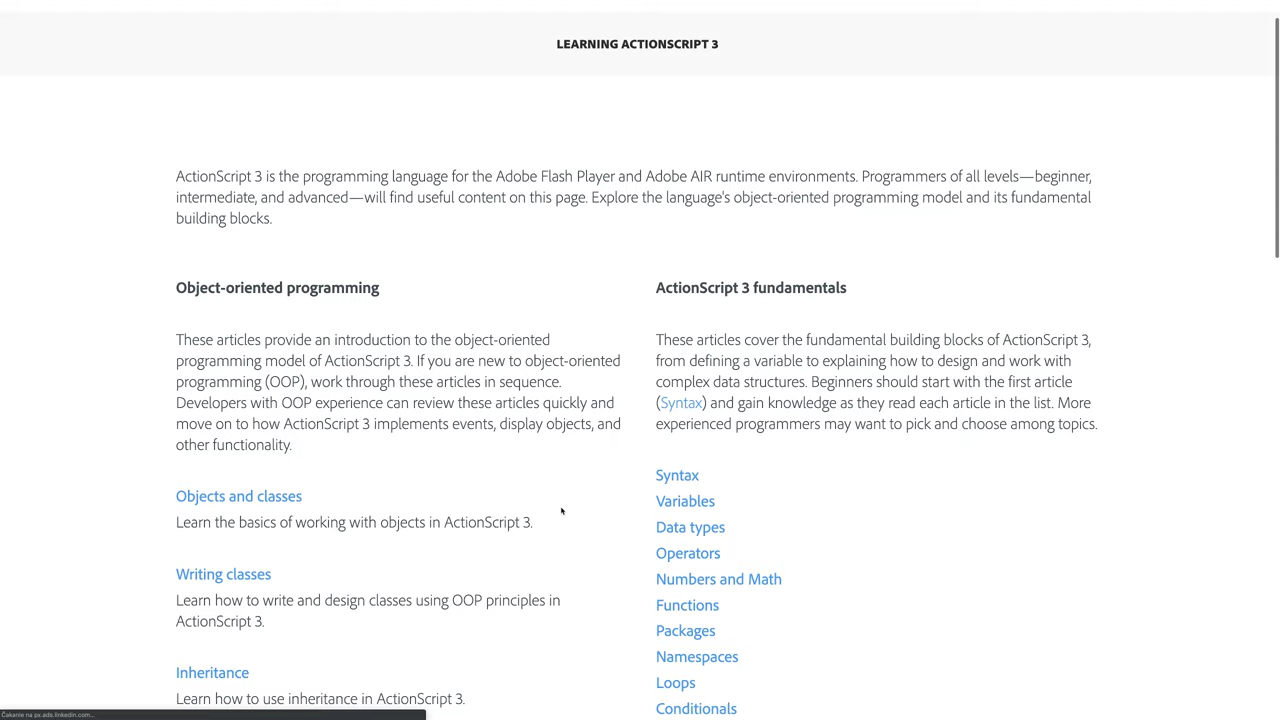 LEARNING ACTIONSCRIPT 3
ActionScript 3 is the programming language for the Adobe Flash Player and Adobe AIR runtime environments. Programmers of all levels—beginner,
intermediate, and advanced—will find useful content on this page. Explore the language's object-oriented programming model and its fundamental
building blocks.
Object-oriented programming
These articles provide an introduction to the object-oriented
programming model of ActionScript 3. If you are new to object-oriented
programming (OOP), work through these articles in sequence.
Developers with OOP experience can review these articles quickly and
move on to how ActionScript 3 implements events, display objects, and
other functionality.
Objects and classes
Learn the basics of working with objects in ActionScript 3.
Writing classes
Learn how to write and design classes using OOP principles in
ActionScript 3.
Inheritance
Learn how to use inheritance in ActionScript 3.
ActionScript 3 fundamentals
These articles cover the fundamental building blocks of ActionScript 3,
from defining a variable to explaining how to design and work with
complex data structures. Beginners should start with the first article
(Syntax) and gain knowledge as they read each article in the list. More
experienced programmers may want to pick and choose among topics.
Syntax
Variables
Data types
Operators
Numbers and Math
Functions
Packages
Namespaces
Loops
Conditionals
Čakanie na px.ads.linkedin.com...